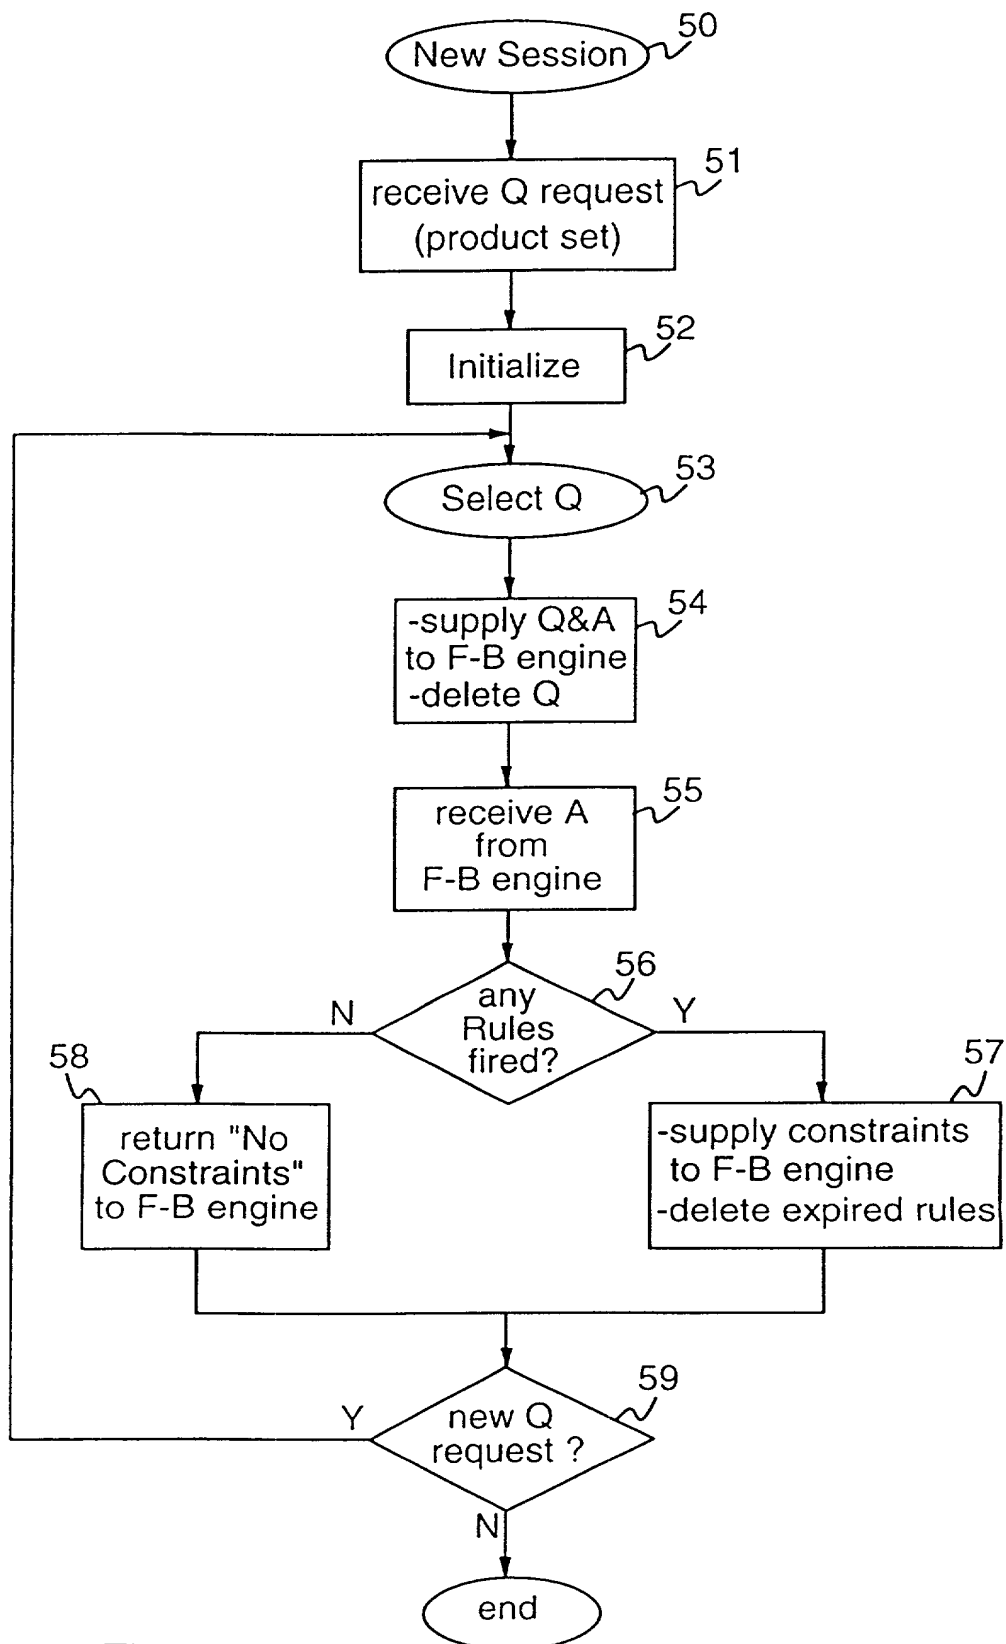 50
New Session
51
receive Q request
(product set)
52
Initialize
53
Select Q
54
-supply Q&A
to F-B engine
-delete Q
55
receive A
from
F-B engine
56
any
Rules
fired?
N
Y
58
return "No
Constraints"
to F-B engine
57
-supply constraints
to F-B engine
-delete expired rules
59
new Q
request ?
Y
N
end